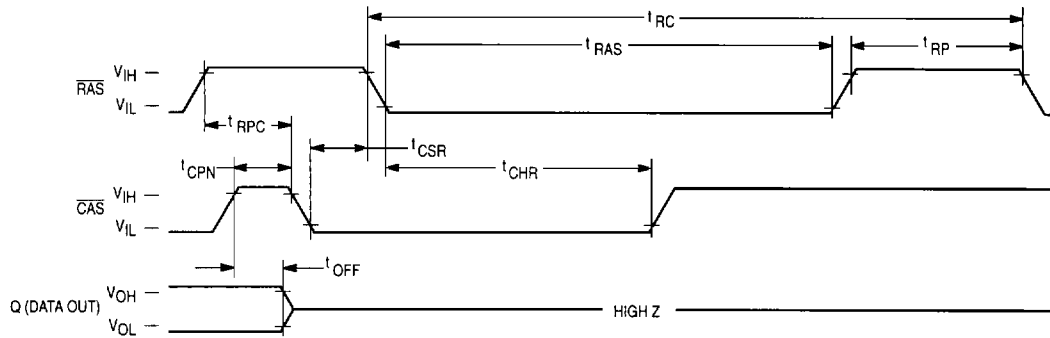 tRC
tRAS
tRP
RAS
VIH
VIL
tRPC
tCSR
tCPN
tCHR
CAS
VIH
VIL
tOFF
Q (DATA OUT)
VOH
VOL
HIGH Z